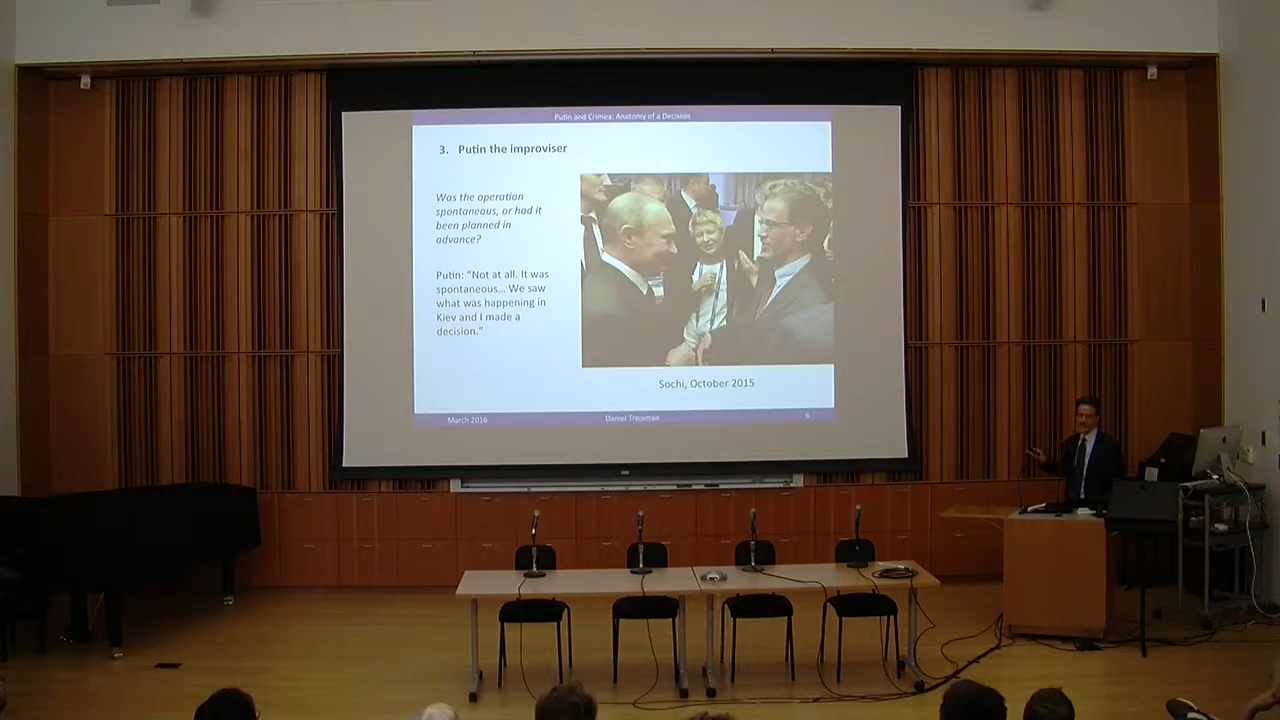 Putin and Crimea: Anatomy of a Decision
3. Putin the improviser
Was the operation
spontaneous, or had it
been planned in
advance?
Putin: "Not at all. It was
spontaneous... We saw
what was happening in
Kiev and I made a
decision."
Sochi, October 2015
March 2016
Daniel Treisman
6